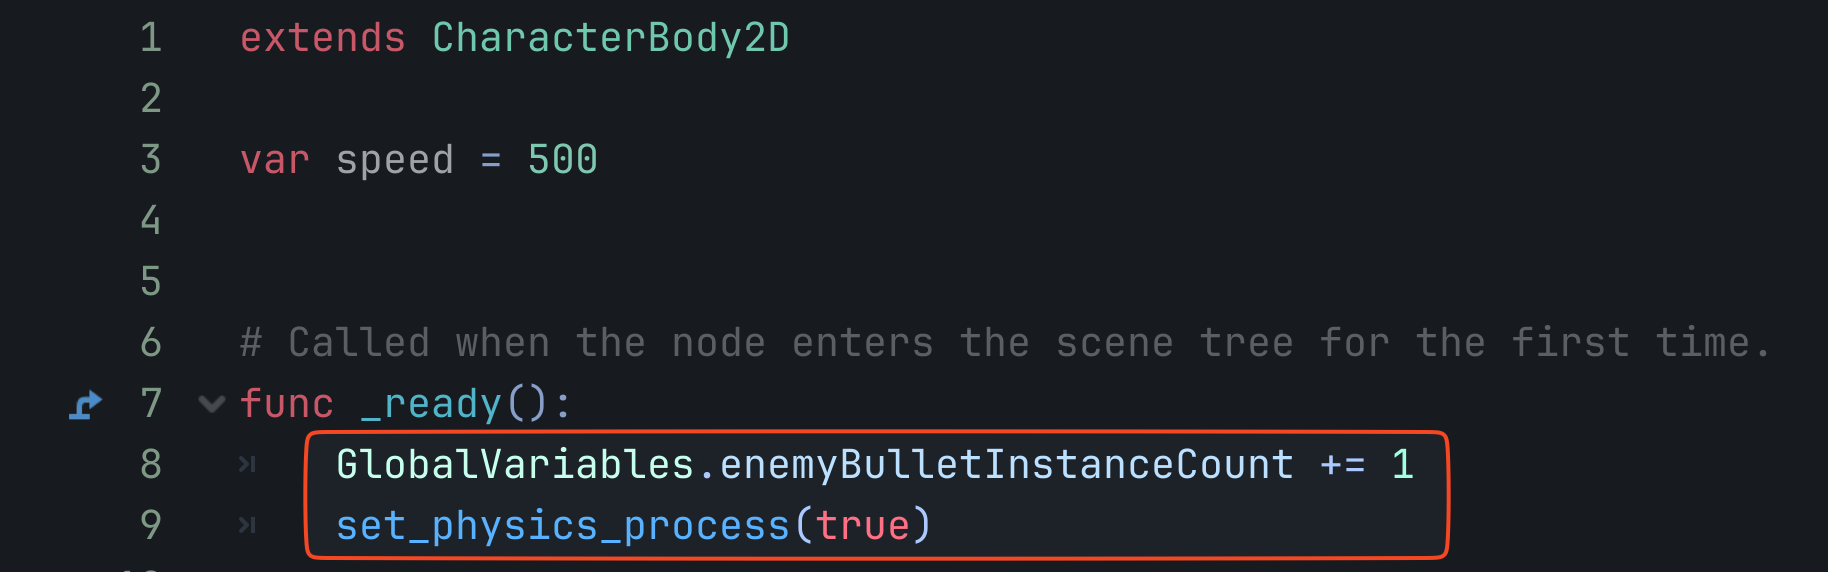 1 extends CharacterBody2D
2
3 var speed = 500
4
5
6 # Called when the node enters the scene tree for the first time.
7 func _ready():
8 GlobalVariables.enemyBulletInstanceCount += 1
9 set_physics_process(true)